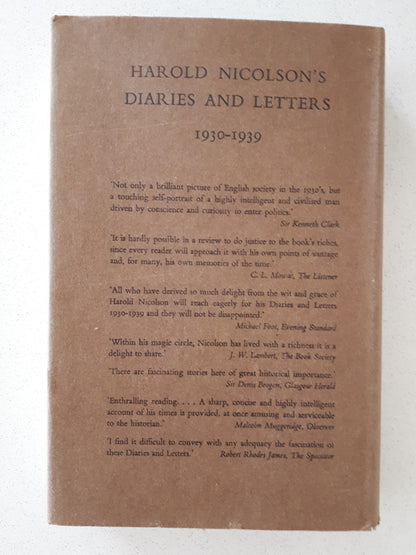 HAROLD NICOLSON'S
DIARIES AND LETTERS
1930-1939
'Not only a brilliant picture of English society in the 1930's, but
a touching self-portrait of a highly intelligent and civilised man
driven by conscience and curiosity to enter politics.'
Sir Kenneth Clark
'It is hardly possible in a review to do justice to the book's riches,
since every reader will approach it with his own points of vantage
and, for many, his own memories of the time.'
C. L. Mowat, The Listener
'All who have derived so much delight from the wit and grace of
Harold Nicolson will reach eagerly for his Diaries and Letters
1930-1939 and they will not be disappointed.'
Michael Foot, Evening Standard
'Within his magic circle, Nicolson has lived with a richness it is a
delight to share.' J. W. Lambert, The Book Society
'There are fascinating stories here of great historical importance.'
Sir Denis Brogan, Glasgow Herald
'Enthralling reading. . . . A sharp, concise and highly intelligent
account of his times is provided, at once amusing and serviceable
to the historian.' Malcolm Muggeridge, Observer
'I find it difficult to convey with any adequacy the fascination of
these Diaries and Letters.' Robert Rhodes James, The Spectator